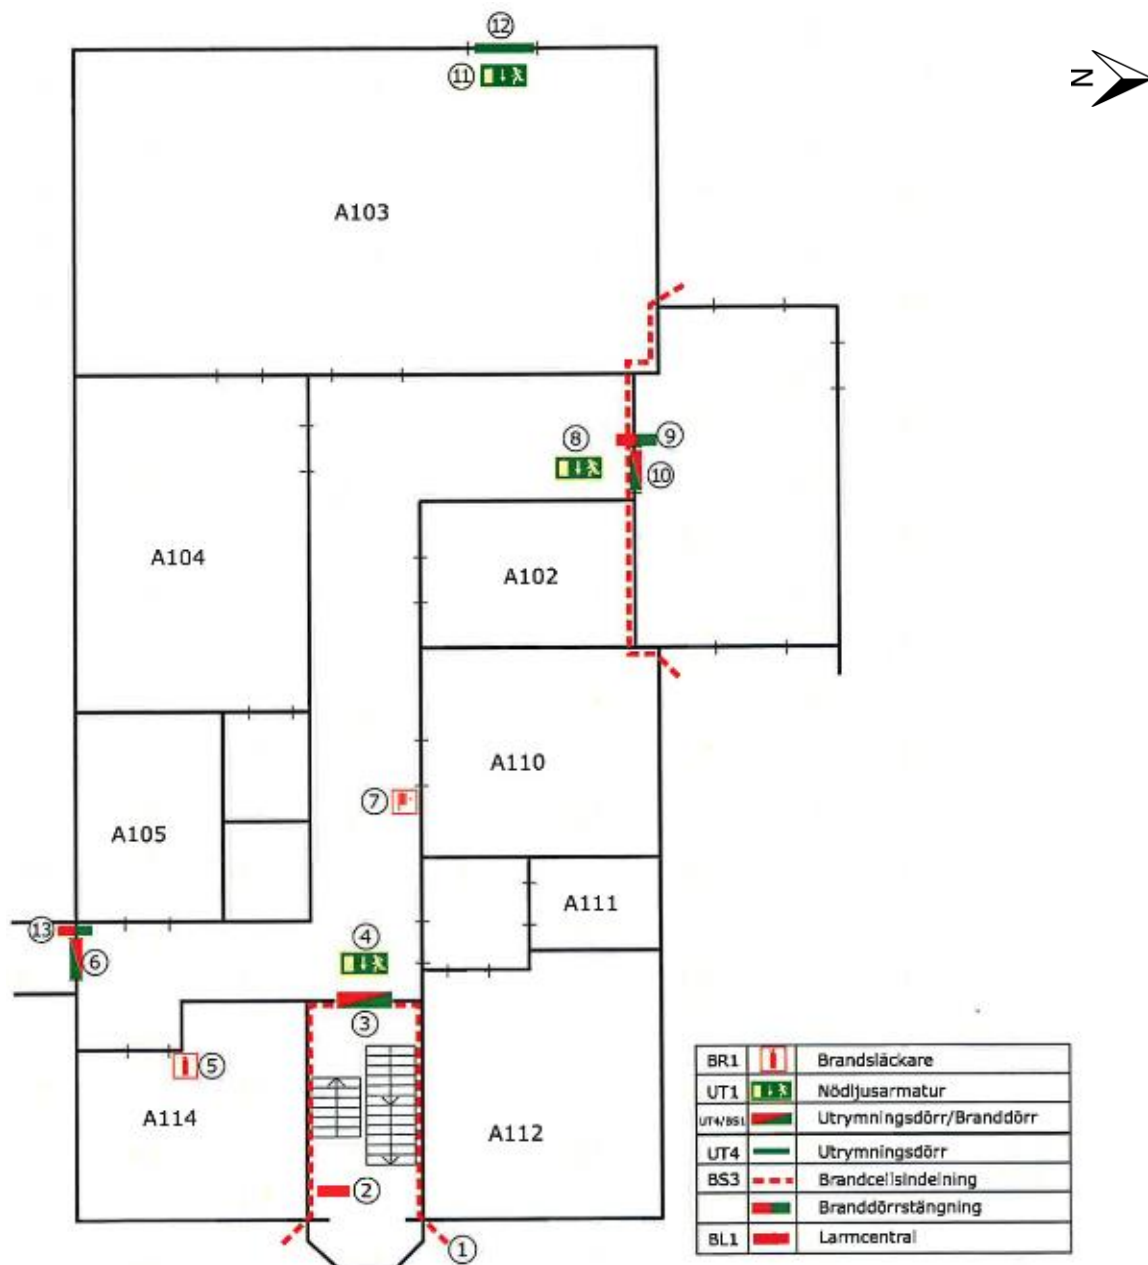 12
11
N
A103
8
9
10
A104
A102
A110
7
A105
A111
13
4
6
3
5
A114
A112
2
1
BR1 Brandsläckare
UT1 Nödljusarmatur
UT4/BS1 Utrymningsdörr/Branddörr
UT4 Utrymningsdörr
BS3 Brandcellsindelning
Branddörrstängning
BL1 Larmcentral